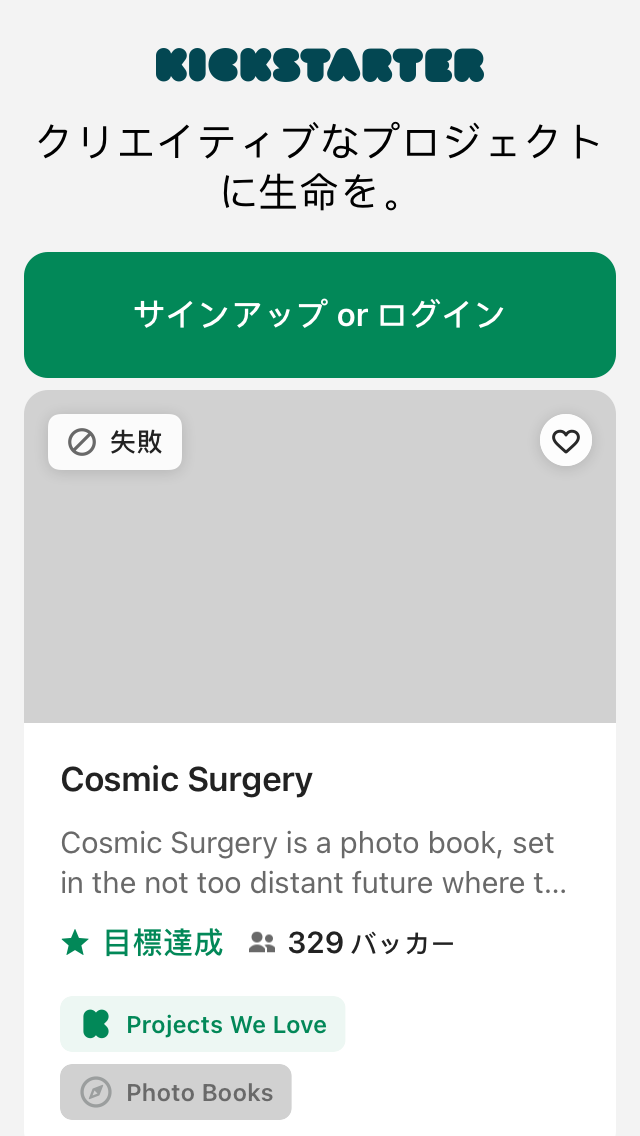 KICKSTARTER
クリエイティブなプロジェクト
に生命を。
サインアップ or ログイン
失敗
Cosmic Surgery
Cosmic Surgery is a photo book, set
in the not too distant future where t...
目標達成 329 バッカー
Projects We Love
Photo Books